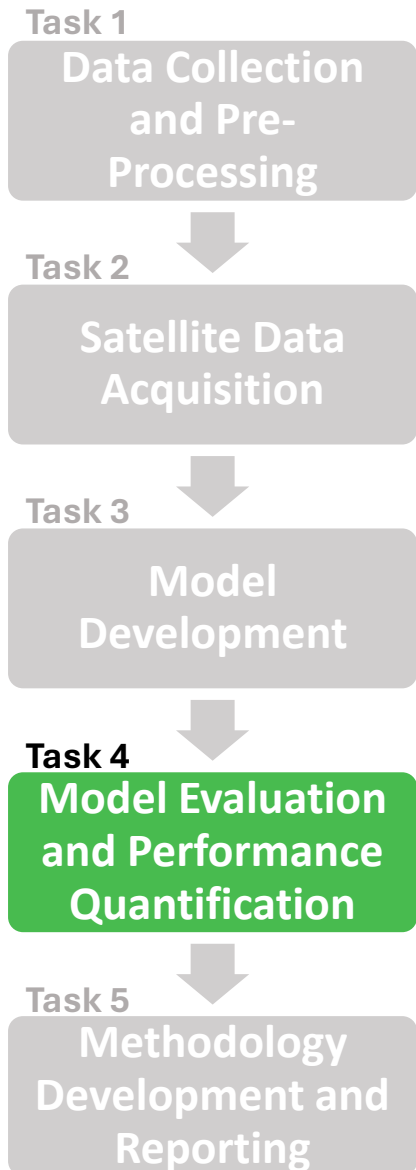 Task 1
Data Collection
and Pre-
Processing
Task 2
Satellite Data
Acquisition
Task 3
Model
Development
Task 4
Model Evaluation
and Performance
Quantification
Task 5
Methodology
Development and
Reporting